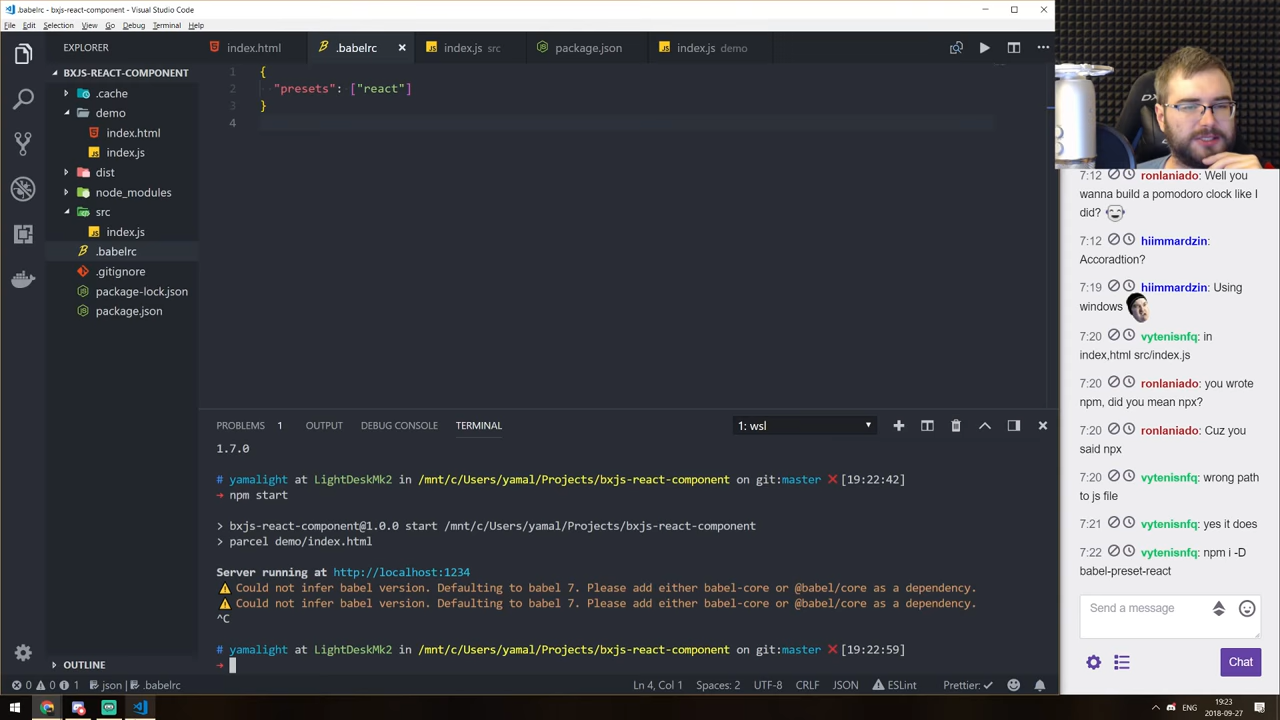 .babelrc - bxjs-react-component - Visual Studio Code
File Edit Selection View Go Debug Terminal Help
EXPLORER
BXJS-REACT-COMPONENT
.cache
demo
index.html
index.js
dist
node_modules
src
index.js
.babelrc
.gitignore
package-lock.json
package.json
OUTLINE
index.html .babelrc index.js src package.json index.js demo
1 {
2 "presets": ["react"]
3 }
4
PROBLEMS 1 OUTPUT DEBUG CONSOLE TERMINAL 1: wsl
1.7.0
# yamalight at LightDeskMk2 in /mnt/c/Users/yamal/Projects/bxjs-react-component on git:master ❌[19:22:42]
➜ npm start
> bxjs-react-component@1.0.0 start /mnt/c/Users/yamal/Projects/bxjs-react-component
> parcel demo/index.html
Server running at http://localhost:1234
⚠ Could not infer babel version. Defaulting to babel 7. Please add either babel-core or @babel/core as a dependency.
⚠ Could not infer babel version. Defaulting to babel 7. Please add either babel-core or @babel/core as a dependency.
^C
# yamalight at LightDeskMk2 in /mnt/c/Users/yamal/Projects/bxjs-react-component on git:master ❌[19:22:59]
➜
0 0 1 json .babelrc Ln 4, Col 1 Spaces: 2 UTF-8 CRLF JSON ESLint Prettier: ✓
DX
7:12 ronlaniado: Well you
wanna build a pomodoro clock like I
did?
7:12 hiimmardzin:
Accoradtion?
7:19 hiimmardzin: Using
windows
7:20 vytenisnfq: in
index,html src/index.js
7:20 ronlaniado: you wrote
npm, did you mean npx?
7:20 ronlaniado: Cuz you
said npx
7:20 vytenisnfq: wrong path
to js file
7:21 vytenisnfq: yes it does
7:22 vytenisnfq: npm i -D
babel-preset-react
Send a message
Chat
ENG
19:23
2018-09-27